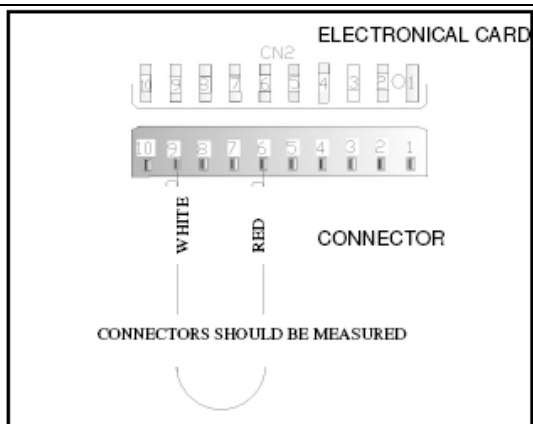 ELECTRONICAL CARD
CN2
10 9 8 7 6 5 4 3 2 1
10 9 8 7 6 5 4 3 2 1
WHITE
RED
CONNECTOR
CONNECTORS SHOULD BE MEASURED